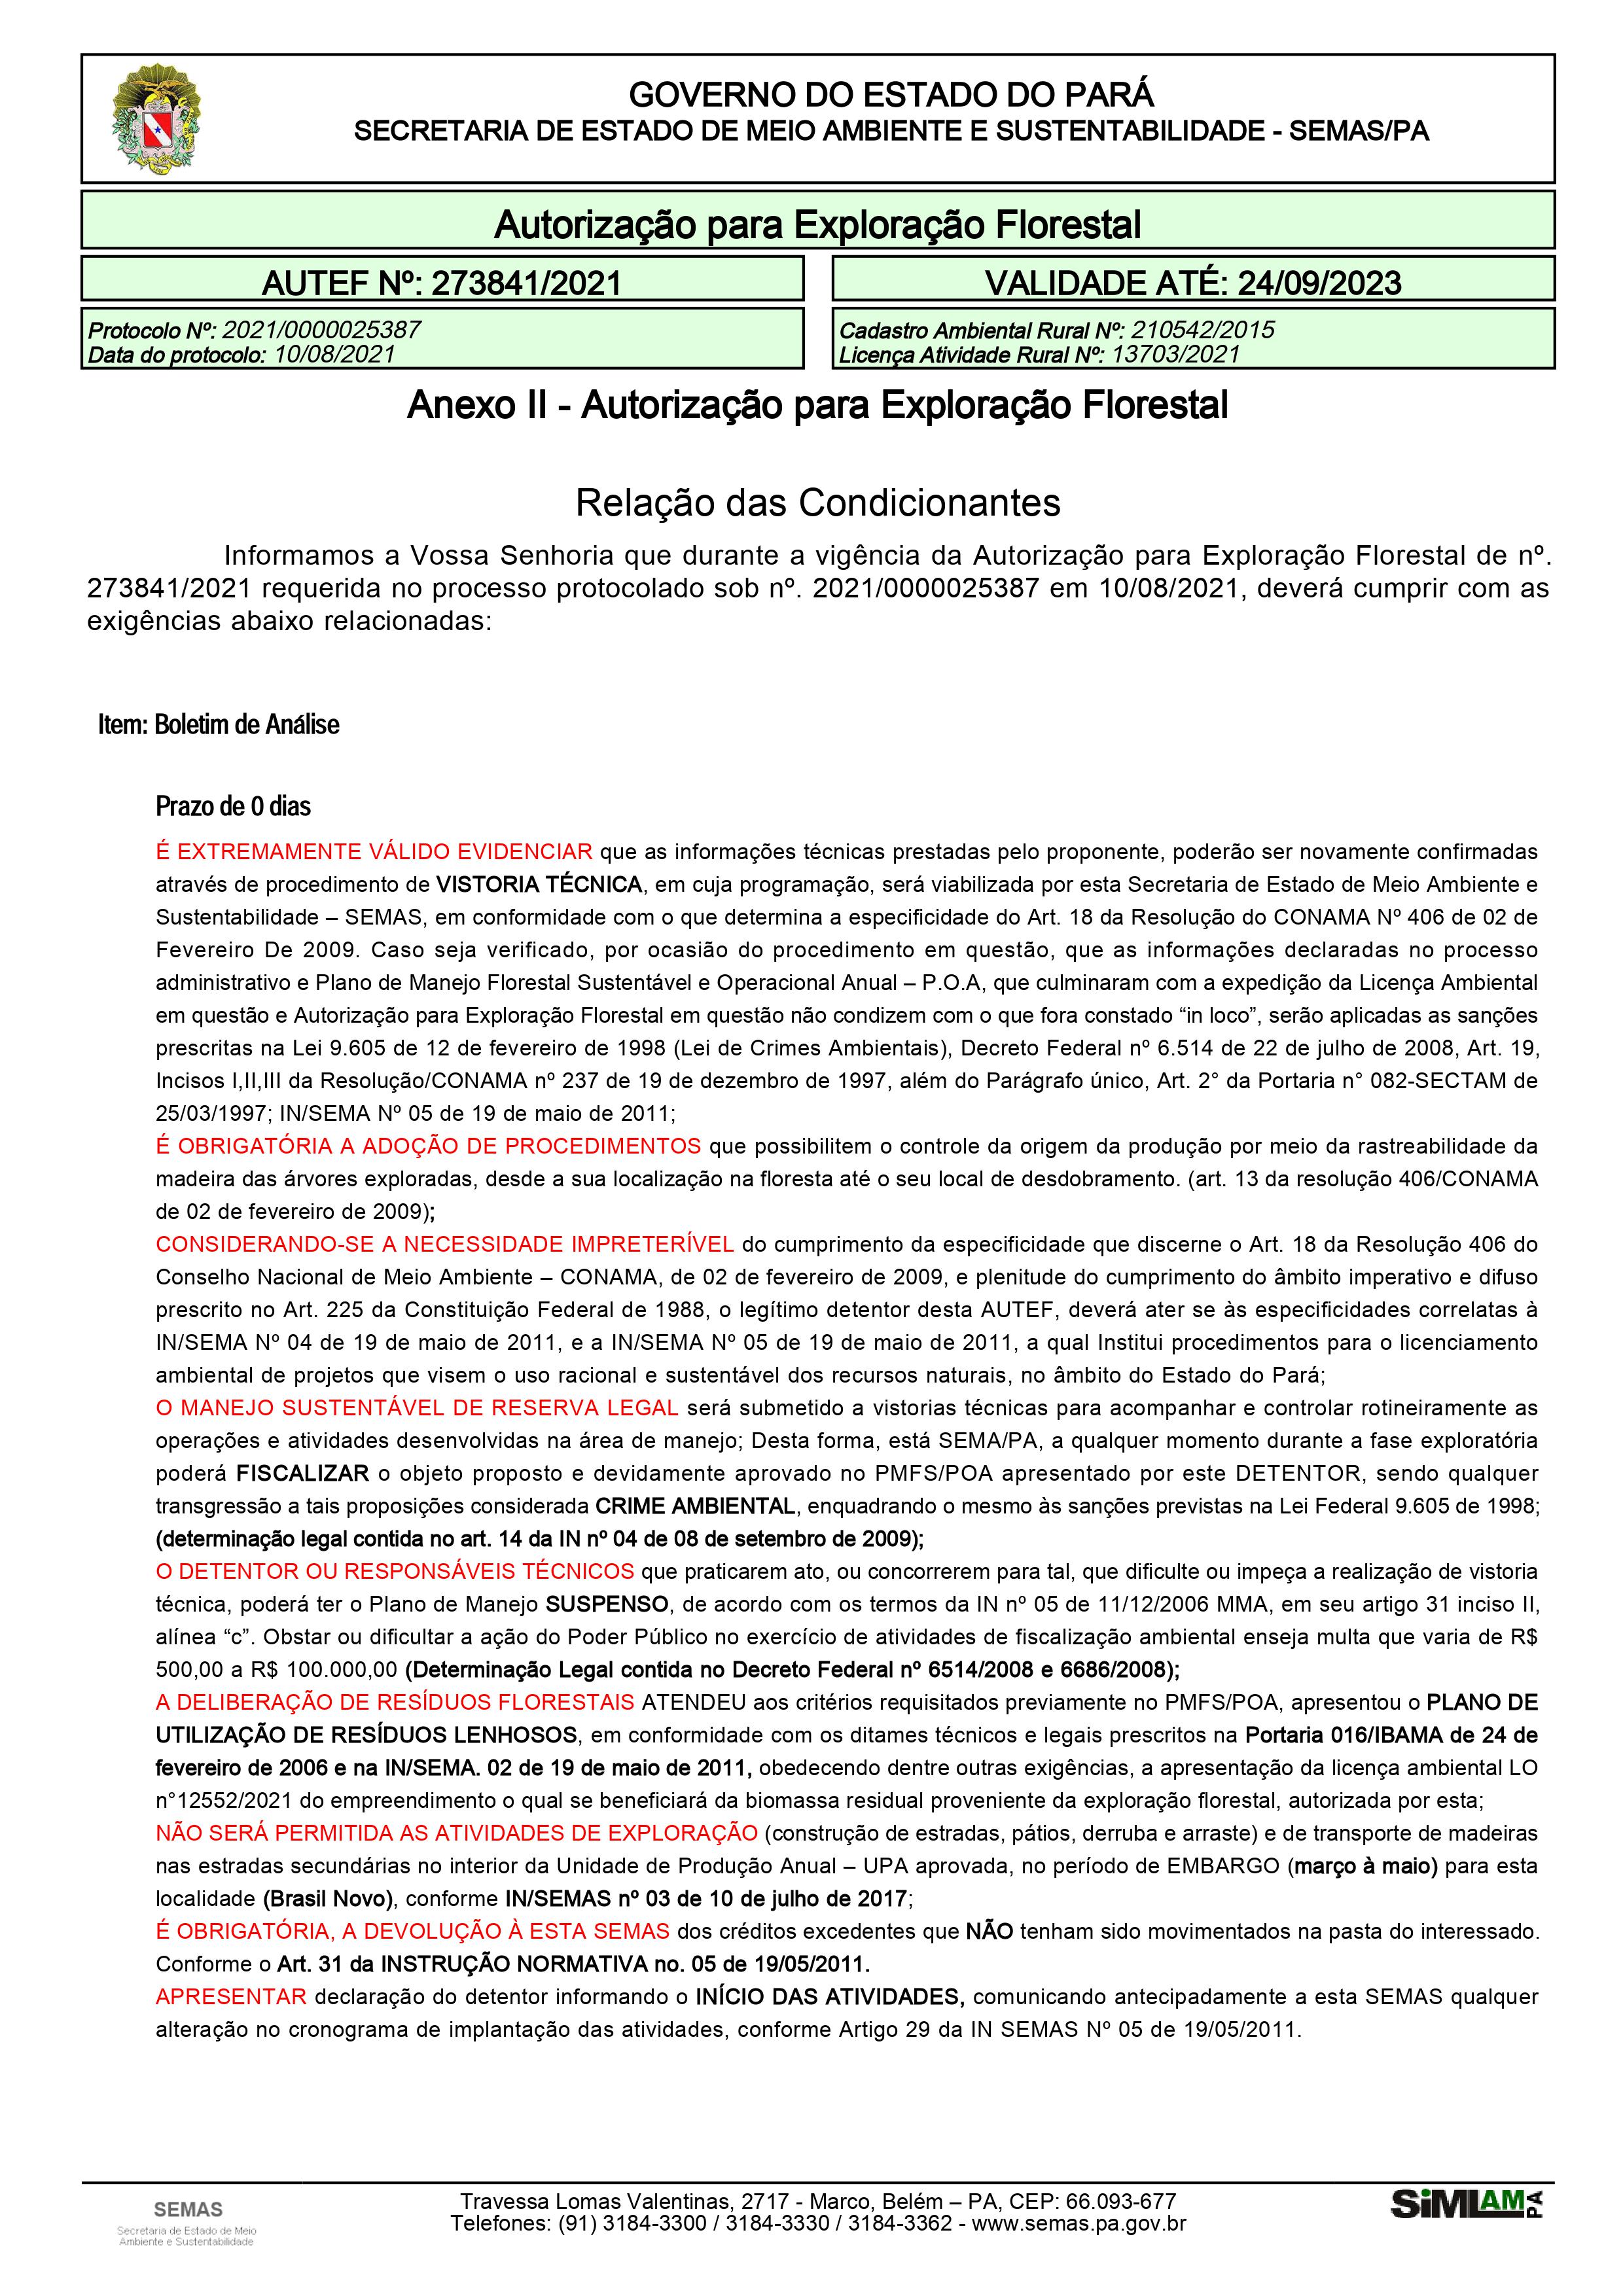 GOVERNO DO ESTADO DO PARÁ
SECRETARIA DE ESTADO DE MEIO AMBIENTE E SUSTENTABILIDADE - SEMAS/PA
Autorização para Exploração Florestal
AUTEF Nº: 273841/2021
VALIDADE ATÉ: 24/09/2023
Protocolo Nº: 2021/0000025387
Data do protocolo: 10/08/2021
Cadastro Ambiental Rural Nº: 210542/2015
Licença Atividade Rural Nº: 13703/2021
Anexo II - Autorização para Exploração Florestal
Relação das Condicionantes
Informamos a Vossa Senhoria que durante a vigência da Autorização para Exploração Florestal de nº.
273841/2021 requerida no processo protocolado sob nº. 2021/0000025387 em 10/08/2021, deverá cumprir com as
exigências abaixo relacionadas:
Item: Boletim de Análise
Prazo de 0 dias
É EXTREMAMENTE VÁLIDO EVIDENCIAR que as informações técnicas prestadas pelo proponente, poderão ser novamente confirmadas
através de procedimento de VISTORIA TÉCNICA, em cuja programação, será viabilizada por esta Secretaria de Estado de Meio Ambiente e
Sustentabilidade – SEMAS, em conformidade com o que determina a especificidade do Art. 18 da Resolução do CONAMA Nº 406 de 02 de
Fevereiro De 2009. Caso seja verificado, por ocasião do procedimento em questão, que as informações declaradas no processo
administrativo e Plano de Manejo Florestal Sustentável e Operacional Anual – P.O.A, que culminaram com a expedição da Licença Ambiental
em questão e Autorização para Exploração Florestal em questão não condizem com o que fora constado “in loco”, serão aplicadas as sanções
prescritas na Lei 9.605 de 12 de fevereiro de 1998 (Lei de Crimes Ambientais), Decreto Federal nº 6.514 de 22 de julho de 2008, Art. 19,
Incisos I,II,III da Resolução/CONAMA nº 237 de 19 de dezembro de 1997, além do Parágrafo único, Art. 2° da Portaria n° 082-SECTAM de
25/03/1997; IN/SEMA Nº 05 de 19 de maio de 2011;
É OBRIGATÓRIA A ADOÇÃO DE PROCEDIMENTOS que possibilitem o controle da origem da produção por meio da rastreabilidade da
madeira das árvores exploradas, desde a sua localização na floresta até o seu local de desdobramento. (art. 13 da resolução 406/CONAMA
de 02 de fevereiro de 2009);
CONSIDERANDO-SE A NECESSIDADE IMPRETERÍVEL do cumprimento da especificidade que discerne o Art. 18 da Resolução 406 do
Conselho Nacional de Meio Ambiente – CONAMA, de 02 de fevereiro de 2009, e plenitude do cumprimento do âmbito imperativo e difuso
prescrito no Art. 225 da Constituição Federal de 1988, o legítimo detentor desta AUTEF, deverá ater se às especificidades correlatas à
IN/SEMA Nº 04 de 19 de maio de 2011, e a IN/SEMA Nº 05 de 19 de maio de 2011, a qual Institui procedimentos para o licenciamento
ambiental de projetos que visem o uso racional e sustentável dos recursos naturais, no âmbito do Estado do Pará;
O MANEJO SUSTENTÁVEL DE RESERVA LEGAL será submetido a vistorias técnicas para acompanhar e controlar rotineiramente as
operações e atividades desenvolvidas na área de manejo; Desta forma, está SEMA/PA, a qualquer momento durante a fase exploratória
poderá FISCALIZAR o objeto proposto e devidamente aprovado no PMFS/POA apresentado por este DETENTOR, sendo qualquer
transgressão a tais proposições considerada CRIME AMBIENTAL, enquadrando o mesmo às sanções previstas na Lei Federal 9.605 de 1998;
(determinação legal contida no art. 14 da IN nº 04 de 08 de setembro de 2009);
O DETENTOR OU RESPONSÁVEIS TÉCNICOS que praticarem ato, ou concorrerem para tal, que dificulte ou impeça a realização de vistoria
técnica, poderá ter o Plano de Manejo SUSPENSO, de acordo com os termos da IN nº 05 de 11/12/2006 MMA, em seu artigo 31 inciso II,
alínea “c”. Obstar ou dificultar a ação do Poder Público no exercício de atividades de fiscalização ambiental enseja multa que varia de R$
500,00 a R$ 100.000,00 (Determinação Legal contida no Decreto Federal nº 6514/2008 e 6686/2008);
A DELIBERAÇÃO DE RESÍDUOS FLORESTAIS ATENDEU aos critérios requisitados previamente no PMFS/POA, apresentou o PLANO DE
UTILIZAÇÃO DE RESÍDUOS LENHOSOS, em conformidade com os ditames técnicos e legais prescritos na Portaria 016/IBAMA de 24 de
fevereiro de 2006 e na IN/SEMA. 02 de 19 de maio de 2011, obedecendo dentre outras exigências, a apresentação da licença ambiental LO
n°12552/2021 do empreendimento o qual se beneficiará da biomassa residual proveniente da exploração florestal, autorizada por esta;
NÃO SERÁ PERMITIDA AS ATIVIDADES DE EXPLORAÇÃO (construção de estradas, pátios, derruba e arraste) e de transporte de madeiras
nas estradas secundárias no interior da Unidade de Produção Anual – UPA aprovada, no período de EMBARGO (março à maio) para esta
localidade (Brasil Novo), conforme IN/SEMAS nº 03 de 10 de julho de 2017;
É OBRIGATÓRIA, A DEVOLUÇÃO À ESTA SEMAS dos créditos excedentes que NÃO tenham sido movimentados na pasta do interessado.
Conforme o Art. 31 da INSTRUÇÃO NORMATIVA no. 05 de 19/05/2011.
APRESENTAR declaração do detentor informando o INÍCIO DAS ATIVIDADES, comunicando antecipadamente a esta SEMAS qualquer
alteração no cronograma de implantação das atividades, conforme Artigo 29 da IN SEMAS Nº 05 de 19/05/2011.
SEMAS
Secretaria de Estado de Meio
Ambiente e Sustentabilidade
Travessa Lomas Valentinas, 2717 - Marco, Belém – PA, CEP: 66.093-677
Telefones: (91) 3184-3300 / 3184-3330 / 3184-3362 - www.semas.pa.gov.br
SiMLAM PA